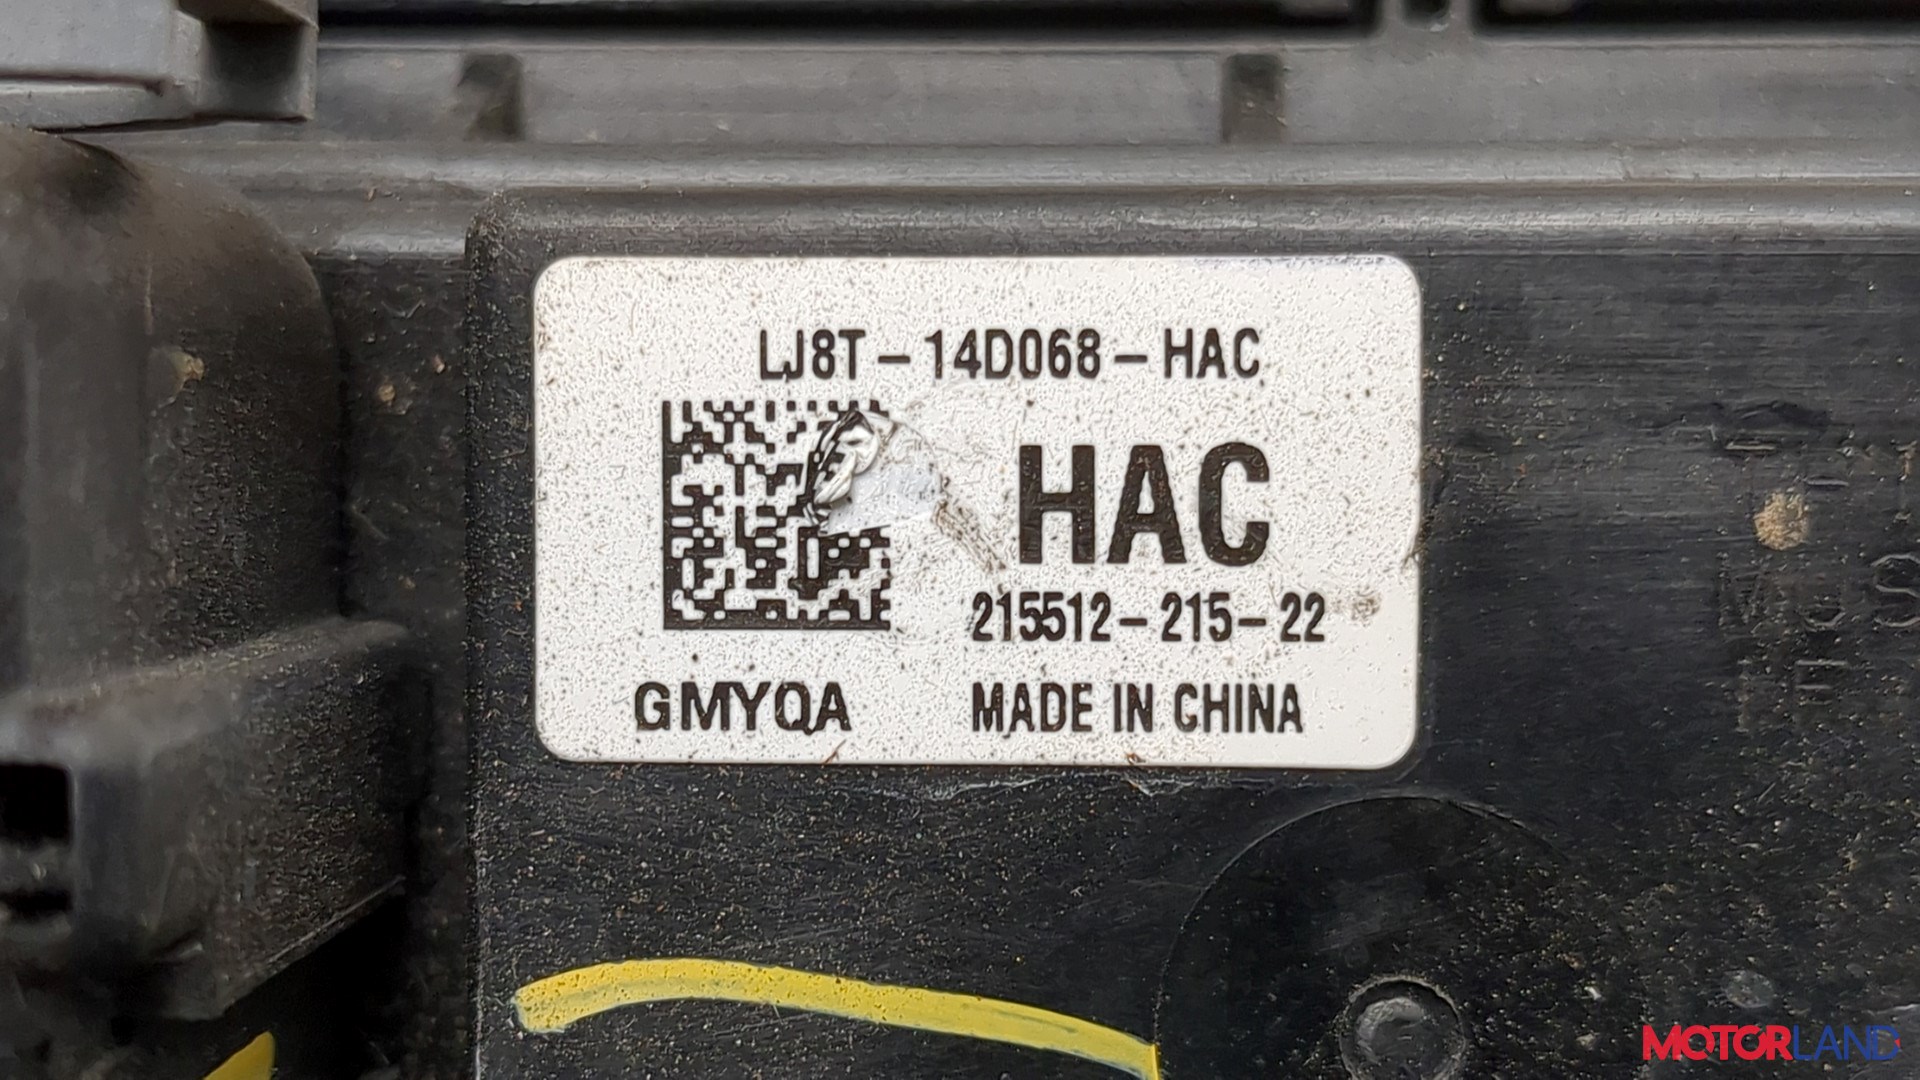 LJ8T-14D068-HAC
HAC
215512-215-22
GMYQA MADE IN CHINA
MOTORLAND